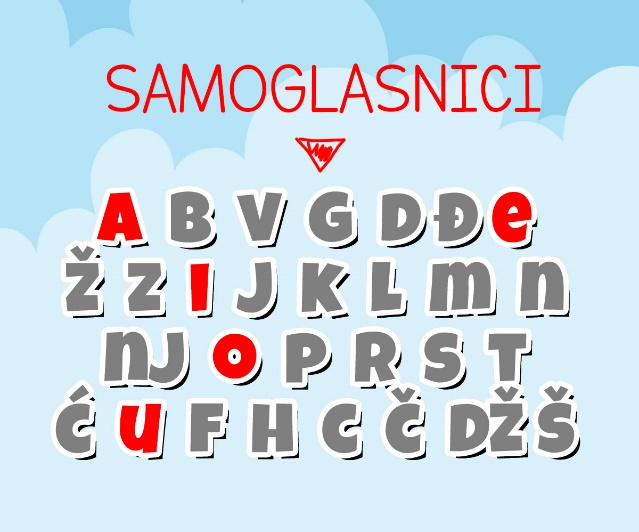 SAMOGLASNICI
A B V G D Đ e
Ž Z I J K L m n
nJ O P R S T
Ć u F H C Č DŽ Š